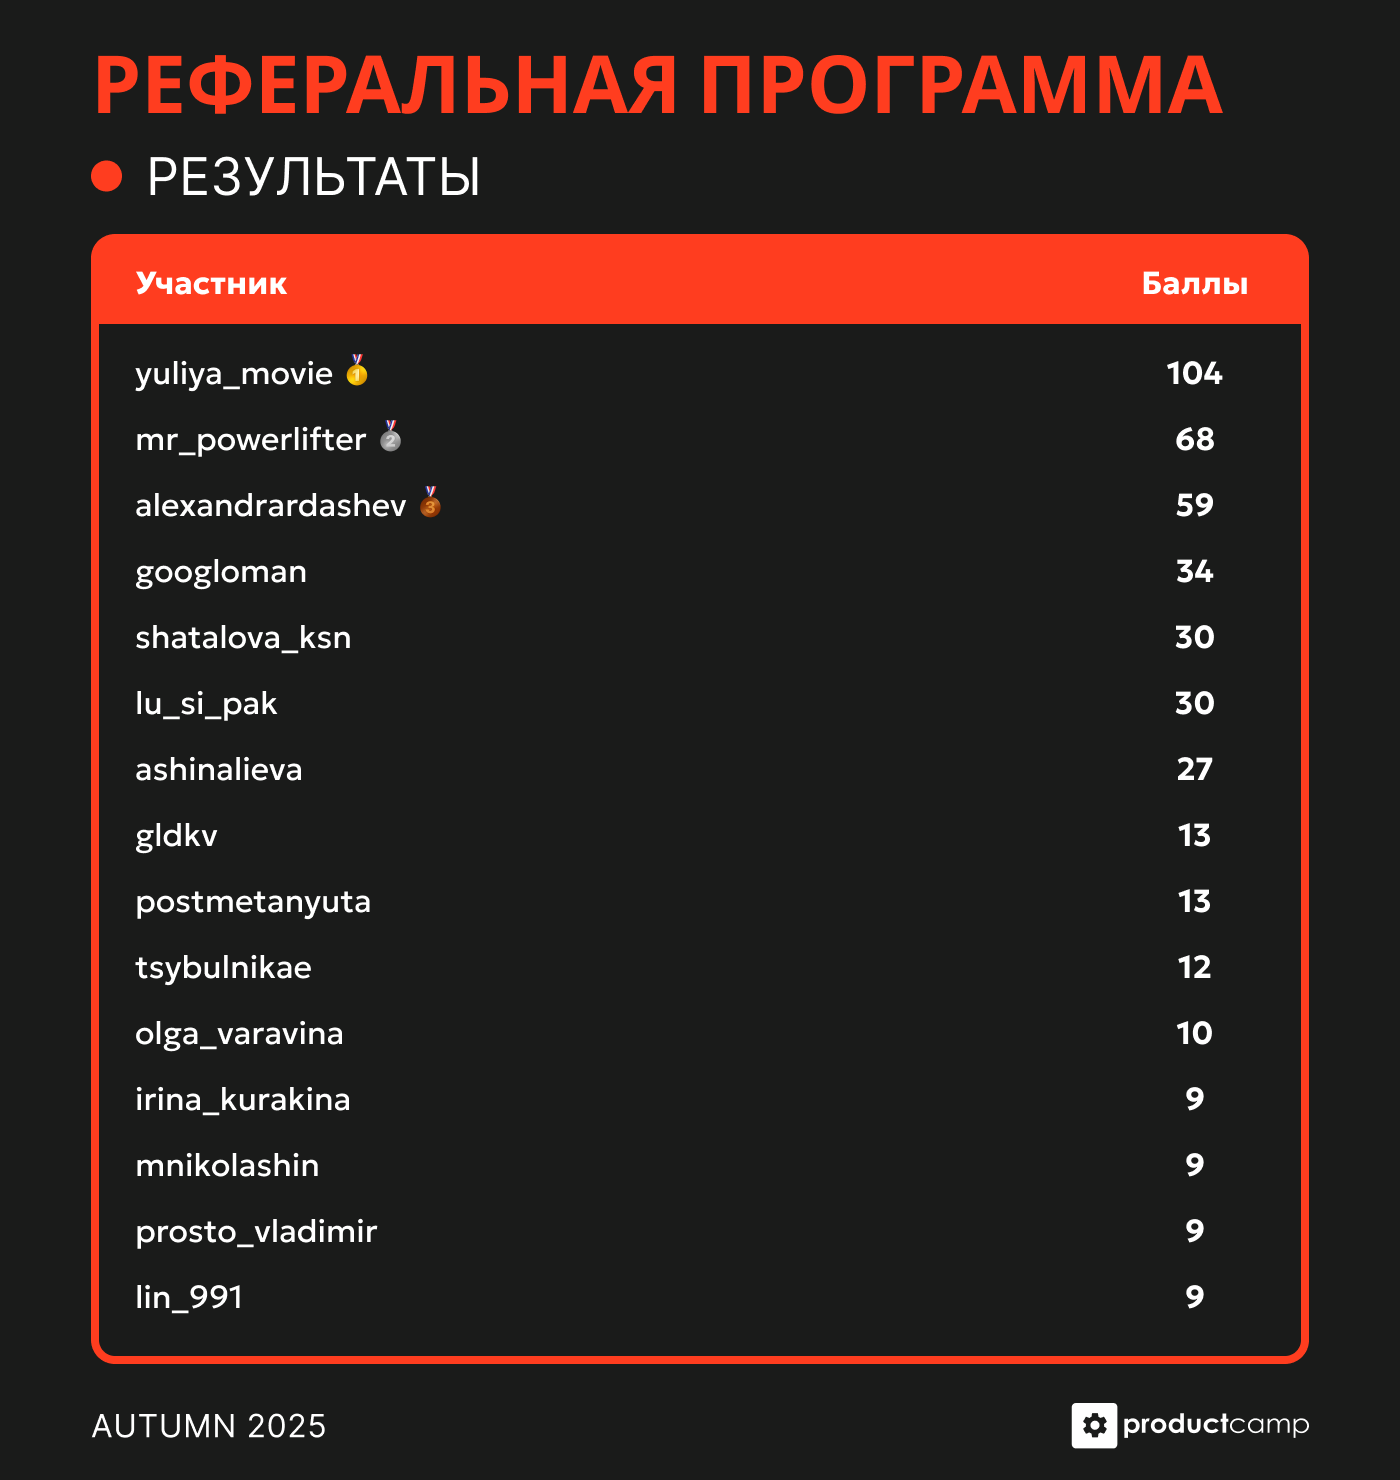 РЕФЕРАЛЬНАЯ ПРОГРАММА
РЕЗУЛЬТАТЫ
Участник Баллы
yuliya_movie 🥇 104
mr_powerlifter 🥈 68
alexandrardashev 🥉 59
googloman 34
shatalova_ksn 30
lu_si_pak 30
ashinalieva 27
gldkv 13
postmetanyuta 13
tsybulnikae 12
olga_varavina 10
irina_kurakina 9
mnikolashin 9
prosto_vladimir 9
lin_991 9
AUTUMN 2025 productcamp